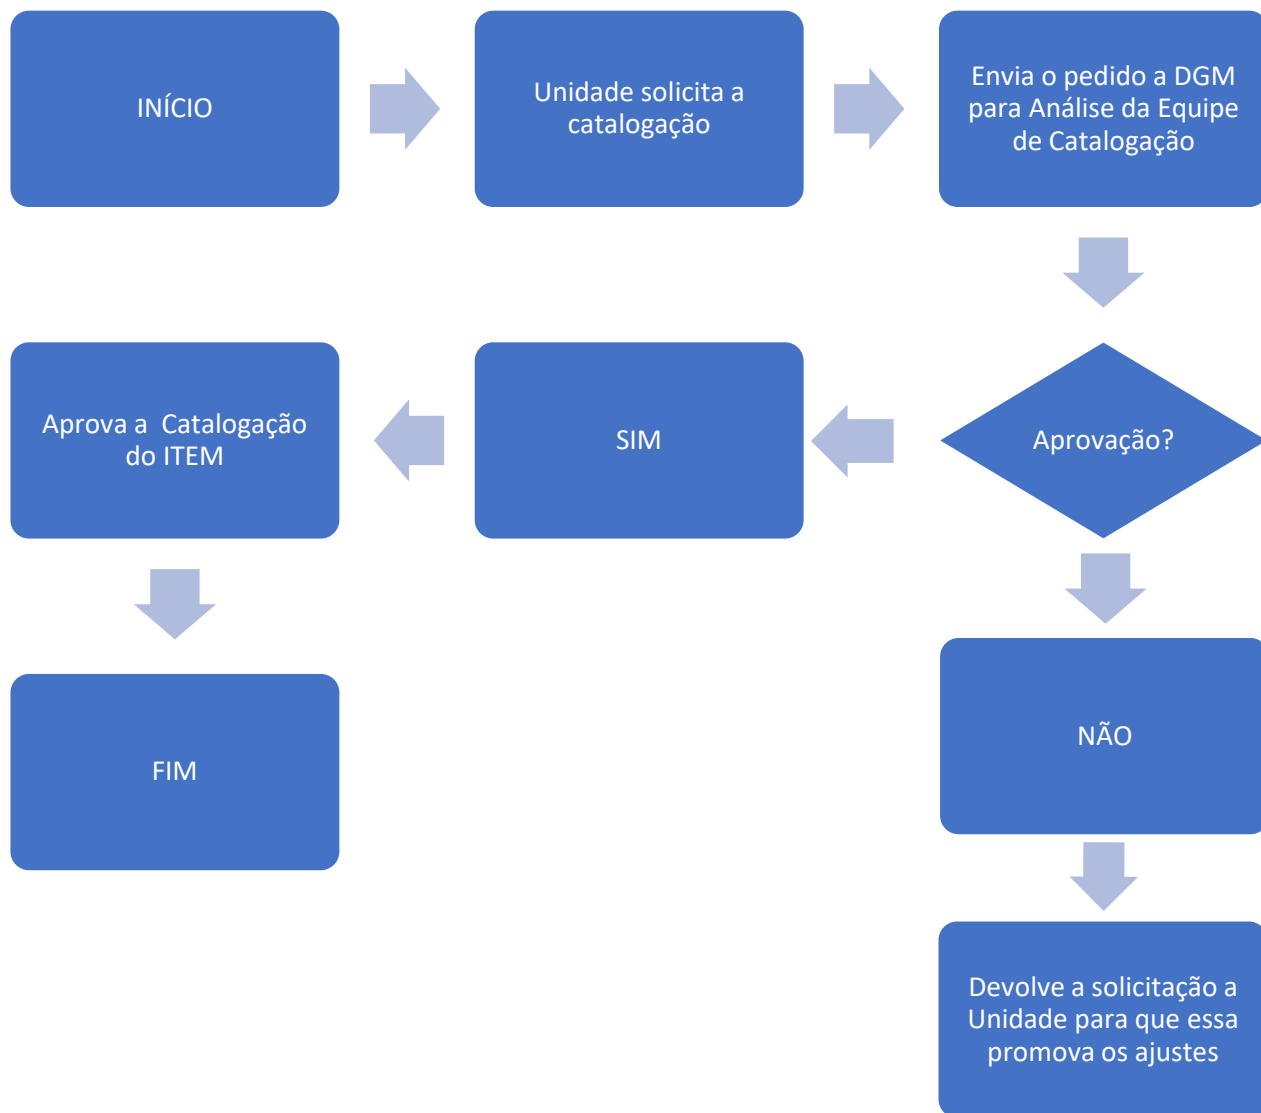 INÍCIO
Unidade solicita a
catalogação
Envia o pedido a DGM
para Análise da Equipe
de Catalogação
Aprovação?
SIM
Aprova a  Catalogação
do ITEM
FIM
NÃO
Devolve a solicitação a
Unidade para que essa
promova os ajustes